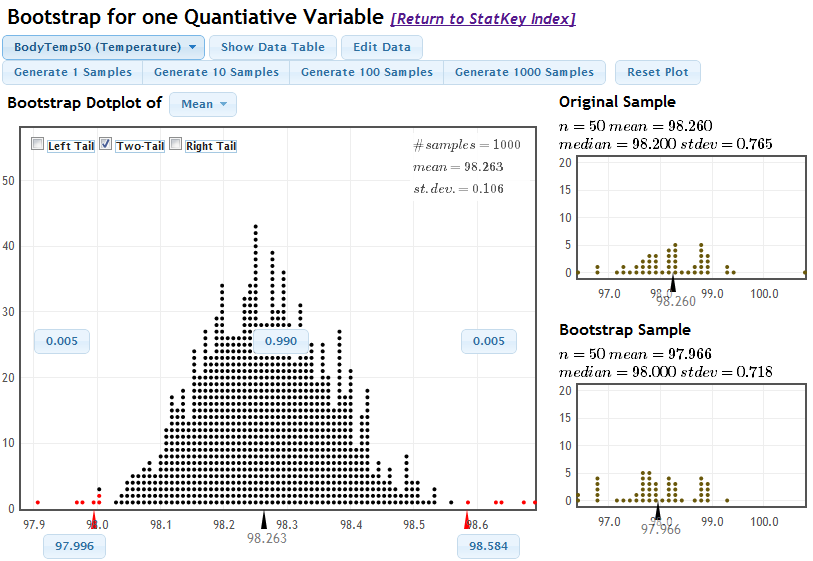 Bootstrap for one Quantiative Variable [Return to StatKey Index]
BodyTemp50 (Temperature) Show Data Table Edit Data
Generate 1 Samples Generate 10 Samples Generate 100 Samples Generate 1000 Samples Reset Plot
Bootstrap Dotplot of Mean
Left Tail Two-Tail Right Tail
#samples = 1000
mean = 98.263
st.dev. = 0.106
50
40
30
20
10
0
0.005 0.990 0.005
97.9 98.0 98.1 98.2 98.3 98.4 98.5 98.6
98.263
97.996 98.584
Original Sample
n = 50 mean = 98.260
median = 98.200 stdev = 0.765
20
15
10
5
0
97.0 98.0 99.0 100.0
98.260
Bootstrap Sample
n = 50 mean = 97.966
median = 98.000 stdev = 0.718
20
15
10
5
0
97.0 98.0 99.0 100.0
97.966